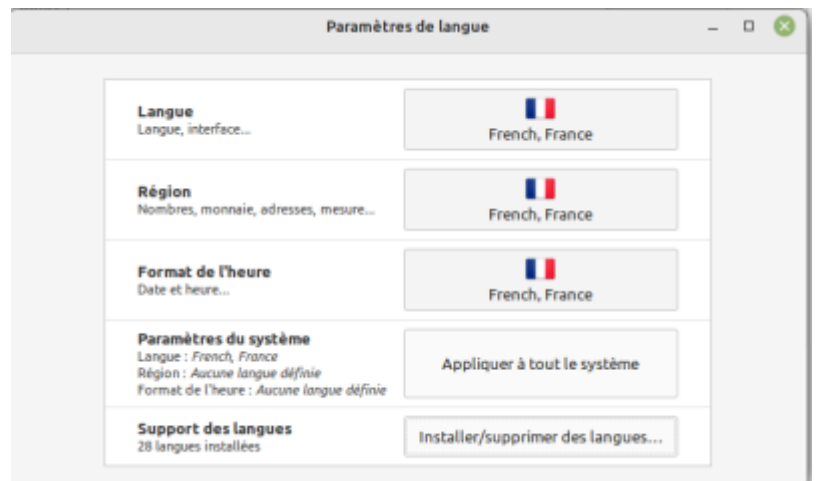 Paramètres de langue
Langue
Langue, interface...
French, France
Région
Nombres, monnaie, adresses, mesure...
French, France
Format de l'heure
Date et heure...
French, France
Paramètres du système
Langue : French, France
Région : Aucune langue définie
Format de l'heure : Aucune langue définie
Appliquer à tout le système
Support des langues
28 langues installées
Installer/supprimer des langues...